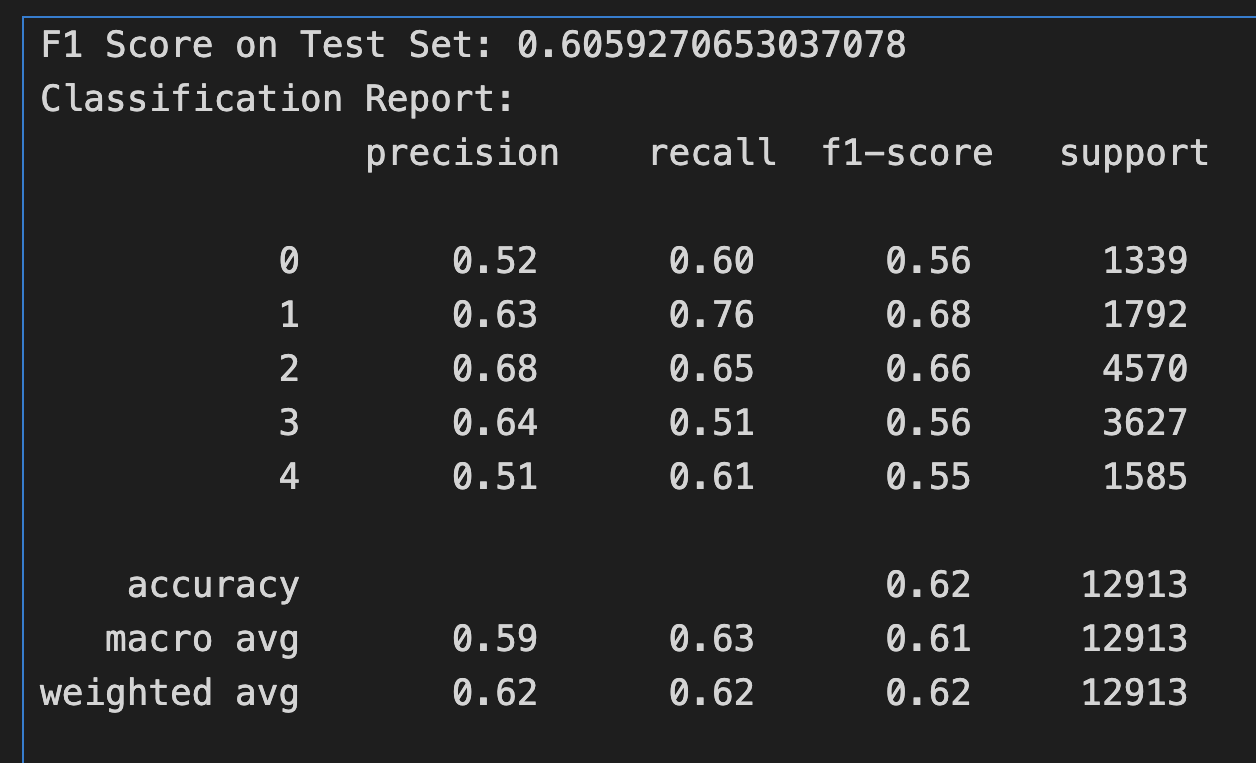 F1 Score on Test Set: 0.6059270653037078
Classification Report:
precision recall f1-score support
0 0.52 0.60 0.56 1339
1 0.63 0.76 0.68 1792
2 0.68 0.65 0.66 4570
3 0.64 0.51 0.56 3627
4 0.51 0.61 0.55 1585
accuracy 0.62 12913
macro avg 0.59 0.63 0.61 12913
weighted avg 0.62 0.62 0.62 12913